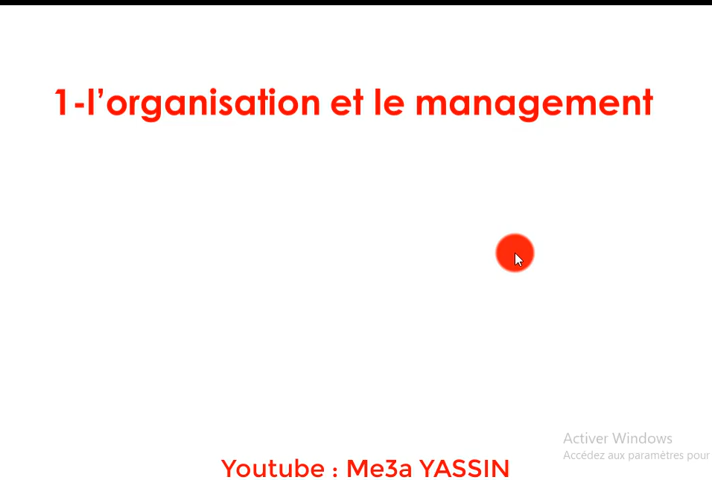 1-l’organisation et le management
Activer Windows
Accédez aux paramètres pour
Youtube : Me3a YASSIN